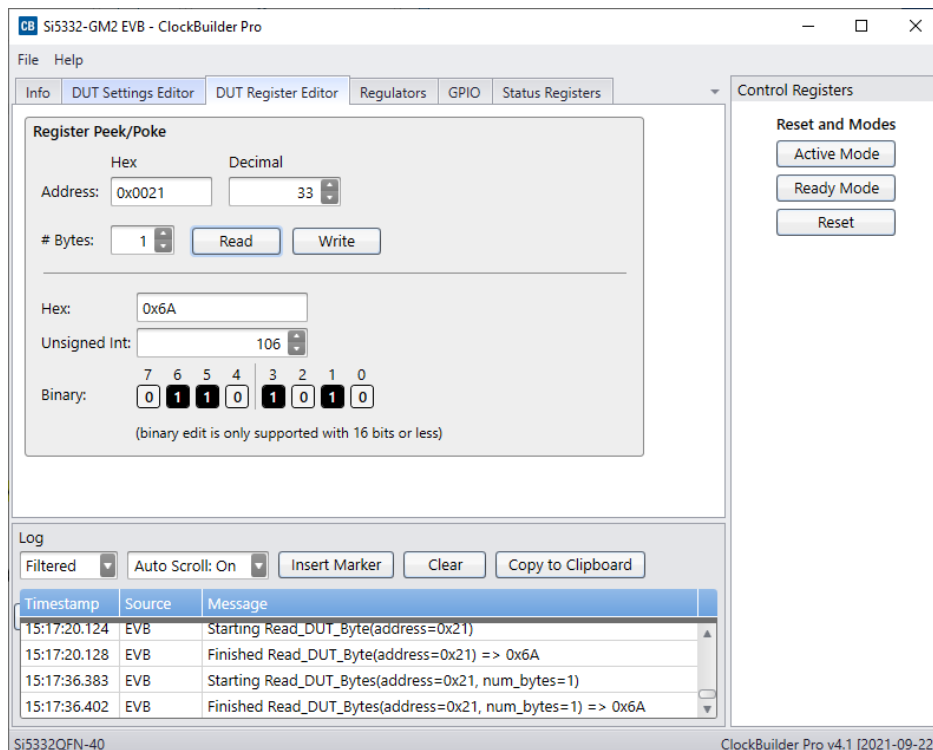 CB Si5332-GM2 EVB - ClockBuilder Pro
File Help
Info DUT Settings Editor DUT Register Editor Regulators GPIO Status Registers
Control Registers
Reset and Modes
Active Mode
Ready Mode
Reset
Register Peek/Poke
Hex Decimal
Address: 0x0021 33
# Bytes: 1 Read Write
Hex: 0x6A
Unsigned Int: 106
7 6 5 4 3 2 1 0
Binary: 0 1 1 0 1 0 1 0
(binary edit is only supported with 16 bits or less)
Log
Filtered Auto Scroll: On Insert Marker Clear Copy to Clipboard
Timestamp Source Message
15:17:20.124 EVB Starting Read_DUT_Byte(address=0x21)
15:17:20.128 EVB Finished Read_DUT_Byte(address=0x21) => 0x6A
15:17:36.383 EVB Starting Read_DUT_Bytes(address=0x21, num_bytes=1)
15:17:36.402 EVB Finished Read_DUT_Bytes(address=0x21, num_bytes=1) => 0x6A
Si5332QFN-40 ClockBuilder Pro v4.1 [2021-09-22